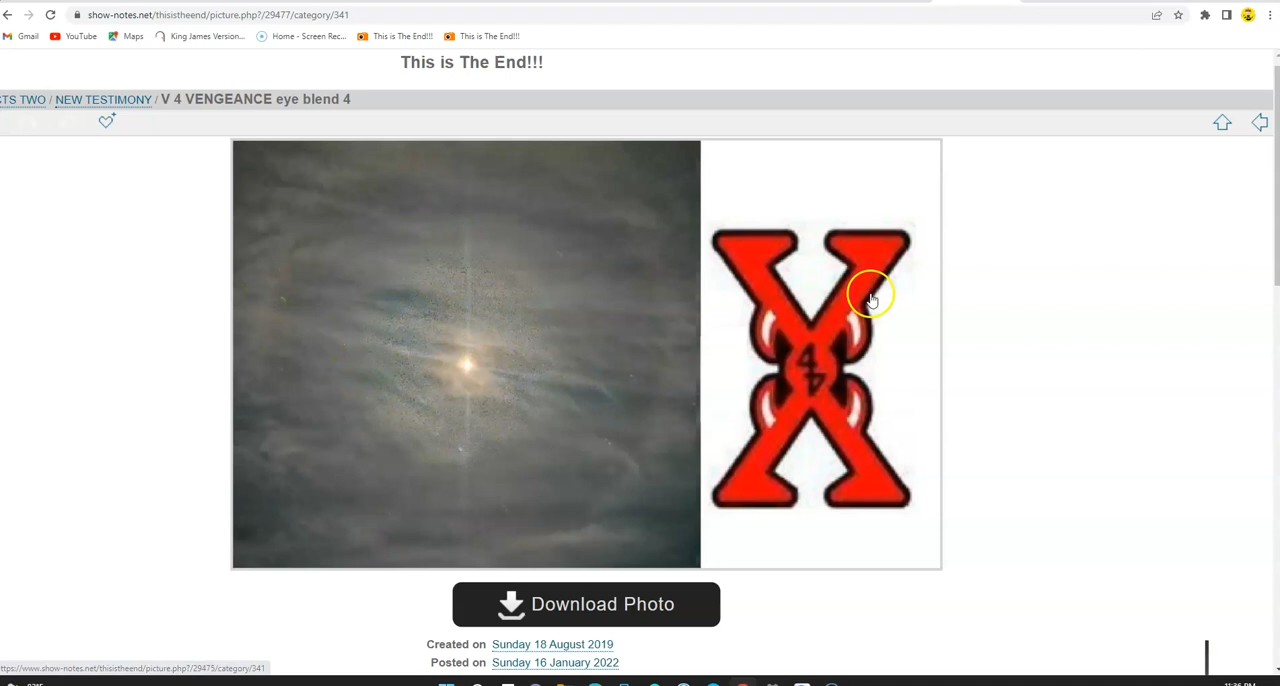 show-notes.net/thisistheend/picture.php?/29477/category/341
Gmail YouTube Maps King James Version... Home - Screen Rec... This is The End!!! This is The End!!!
This is The End!!!
CTS TWO / NEW TESTIMONY / V 4 VENGEANCE eye blend 4
4
4
Download Photo
Created on Sunday 18 August 2019
Posted on Sunday 16 January 2022
https://www.show-notes.net/thisistheend/picture.php?/29475/category/341